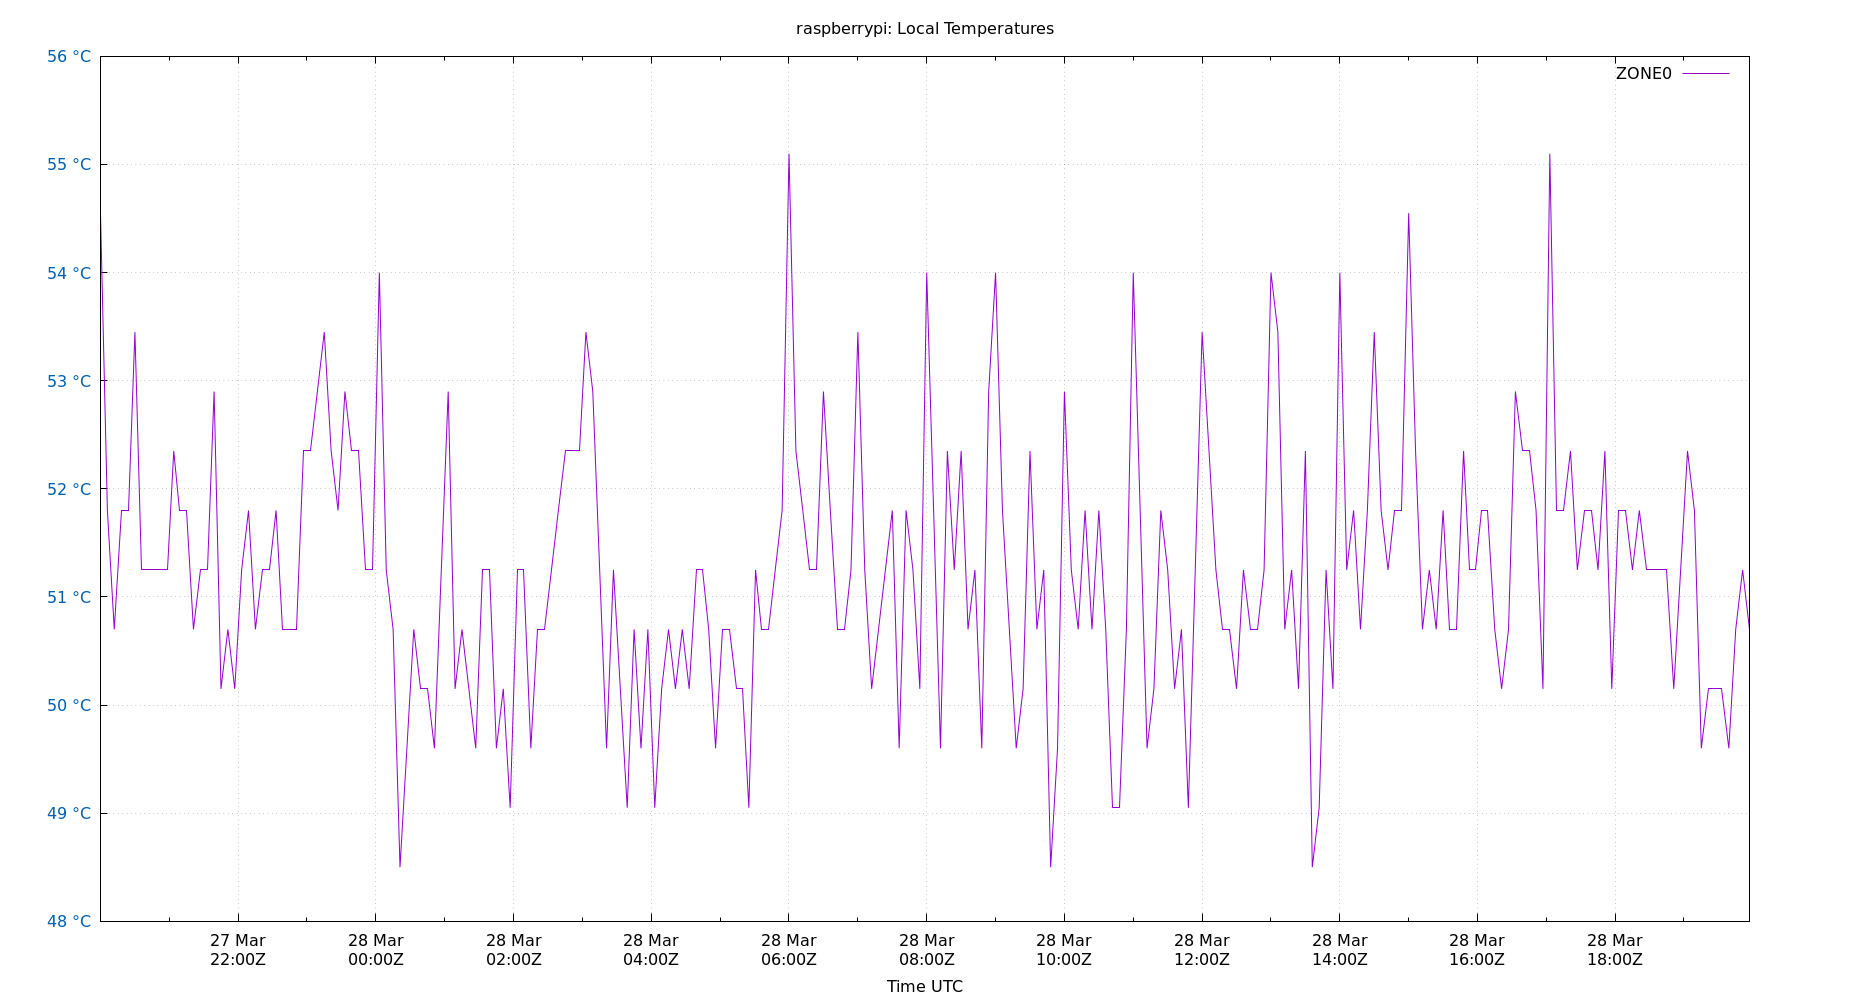 raspberrypi: Local Temperatures
ZONE0
56 °C
55 °C
54 °C
53 °C
52 °C
51 °C
50 °C
49 °C
48 °C
27 Mar 28 Mar 28 Mar 28 Mar 28 Mar 28 Mar 28 Mar 28 Mar 28 Mar 28 Mar 28 Mar
22:00Z 00:00Z 02:00Z 04:00Z 06:00Z 08:00Z 10:00Z 12:00Z 14:00Z 16:00Z 18:00Z
Time UTC